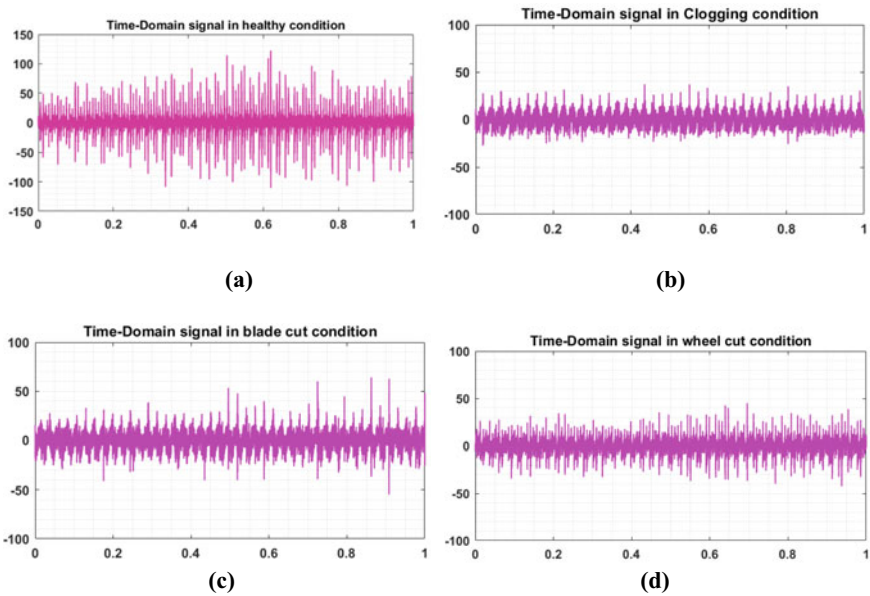 Time-Domain signal in healthy condition
150
100
50
0
-50
-100
-150
0 0.2 0.4 0.6 0.8 1
(a)
Time-Domain signal in Clogging condition
100
50
0
-50
-100
0 0.2 0.4 0.6 0.8 1
(b)
Time-Domain signal in blade cut condition
100
50
0
-50
-100
0 0.2 0.4 0.6 0.8 1
(c)
Time-Domain signal in wheel cut condition
100
50
0
-50
-100
0 0.2 0.4 0.6 0.8 1
(d)